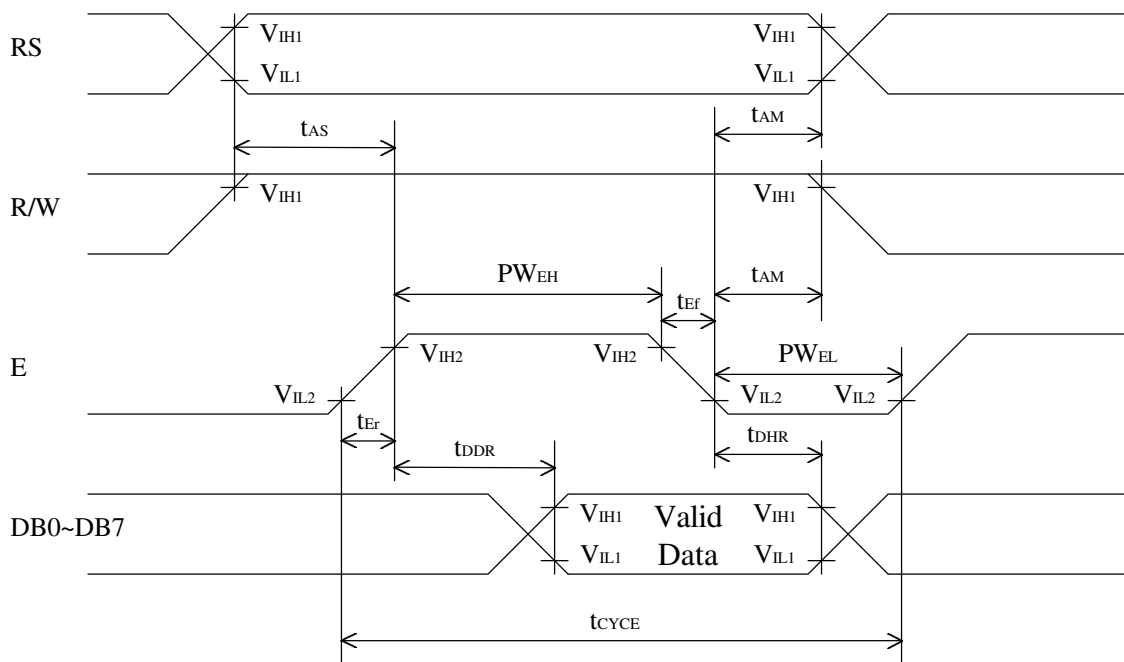 RS
VIH1
VIH1
VIL1
VIL1
tAS
tAM
R/W
VIH1
VIH1
PWEH
tEf
tAM
E
VIH2
VIH2
PWEL
VIL2
VIL2
VIL2
tEr
tDDR
tDHR
DB0~DB7
VIH1
Valid
VIH1
VIL1
Data
VIL1
tCYCE